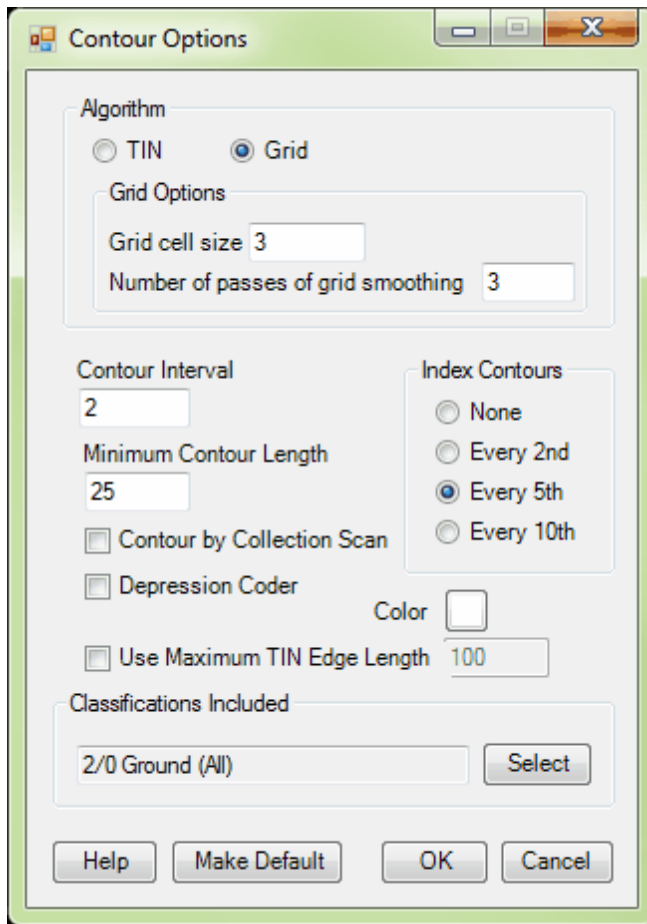 Contour Options
Algorithm
TIN
Grid
Grid Options
Grid cell size 3
Number of passes of grid smoothing 3
Contour Interval
2
Minimum Contour Length
25
Contour by Collection Scan
Depression Coder
Index Contours
None
Every 2nd
Every 5th
Every 10th
Color
Use Maximum TIN Edge Length 100
Classifications Included
2/0 Ground (All)
Select
Help
Make Default
OK
Cancel